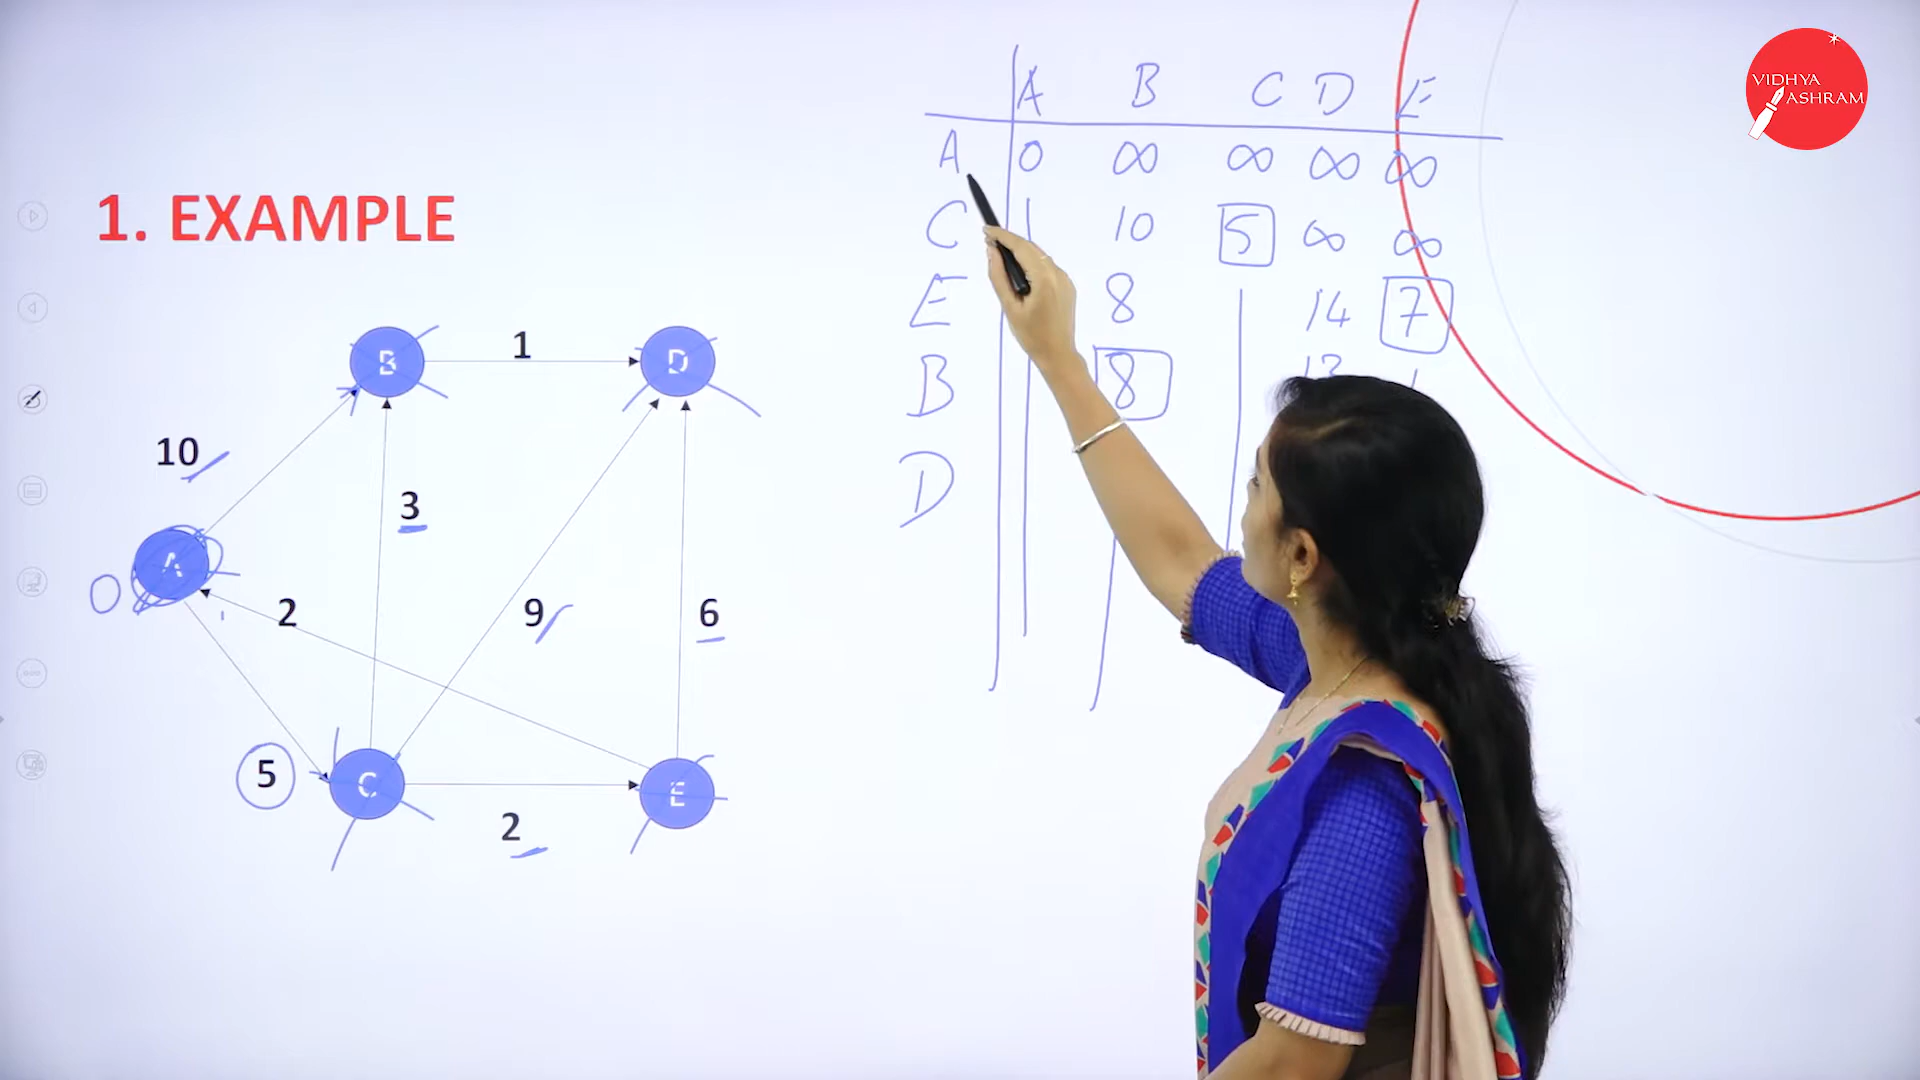 VIDHYA
ASHRAM
1. EXAMPLE
A B C D E
A 0 ∞ ∞ ∞ ∞
C 10 5 ∞ ∞
E 8 14 7
B 8
D
B 1 D
10
3
A
0
2
9
6
5
C
E
2